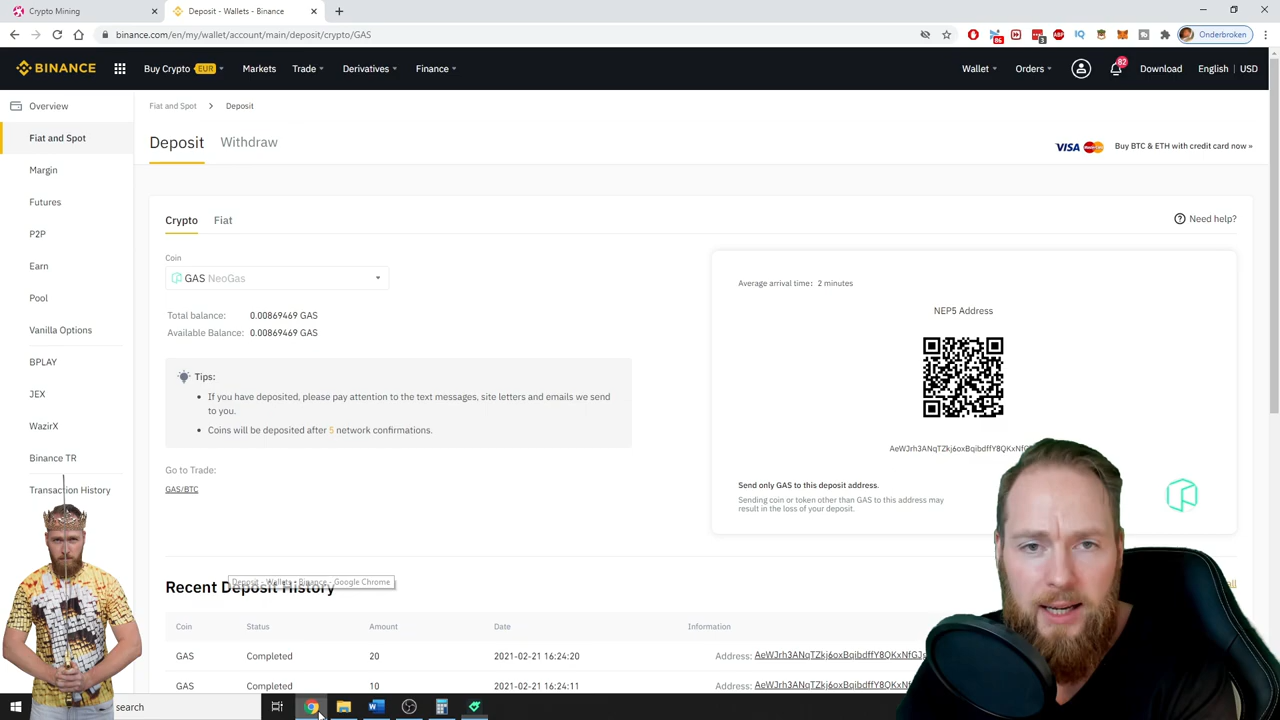 Crypto Mining
Deposit - Wallets - Binance
binance.com/en/my/wallet/account/main/deposit/crypto/GAS
86
3
ABP
IQ
Onderbroken
BINANCE
Buy Crypto EUR
Markets
Trade
Derivatives
Finance
Wallet
Orders
82
Download
English
USD
Overview
Fiat and Spot
Margin
Futures
P2P
Earn
Pool
Vanilla Options
BPLAY
JEX
WazirX
Binance TR
Transaction History
Fiat and Spot > Deposit
Deposit Withdraw
VISA MasterCard Buy BTC & ETH with credit card now »
Crypto Fiat
Need help?
Coin
GAS NeoGas
Total balance: 0.00869469 GAS
Available Balance: 0.00869469 GAS
Tips:
If you have deposited, please pay attention to the text messages, site letters and emails we send
to you.
Coins will be deposited after 5 network confirmations.
Go to Trade:
GAS/BTC
Average arrival time: 2 minutes
NEP5 Address
Send only GAS to this deposit address.
Sending coin or token other than GAS to this address may
result in the loss of your deposit.
Deposit - Wallets - Binance - Google Chrome
Recent Deposit History
Coin Status Amount Date Information
GAS Completed 20 2021-02-21 16:24:20 Address:
GAS Completed 10 2021-02-21 16:24:11 Address:
search